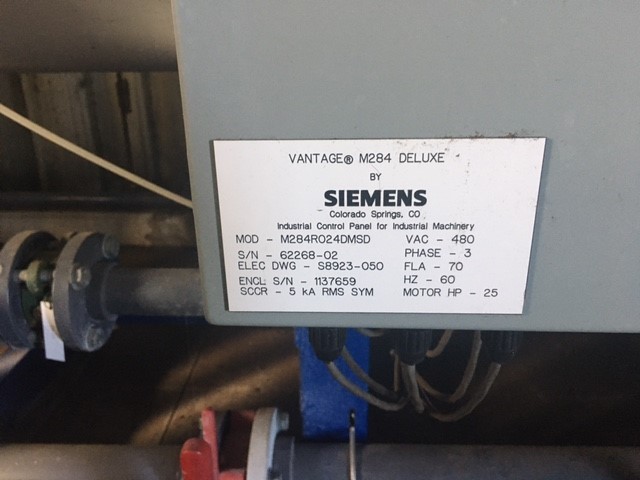 VANTAGE® M284 DELUXE
BY
SIEMENS
Colorado Springs, CO
Industrial Control Panel for Industrial Machinery
MOD - M284R024DMSD VAC - 480
S/N - 62268-02 PHASE - 3
ELEC DWG - S8923-050 FLA - 70
ENCL S/N - 1137659 HZ - 60
SCCR - 5 kA RMS SYM MOTOR HP - 25